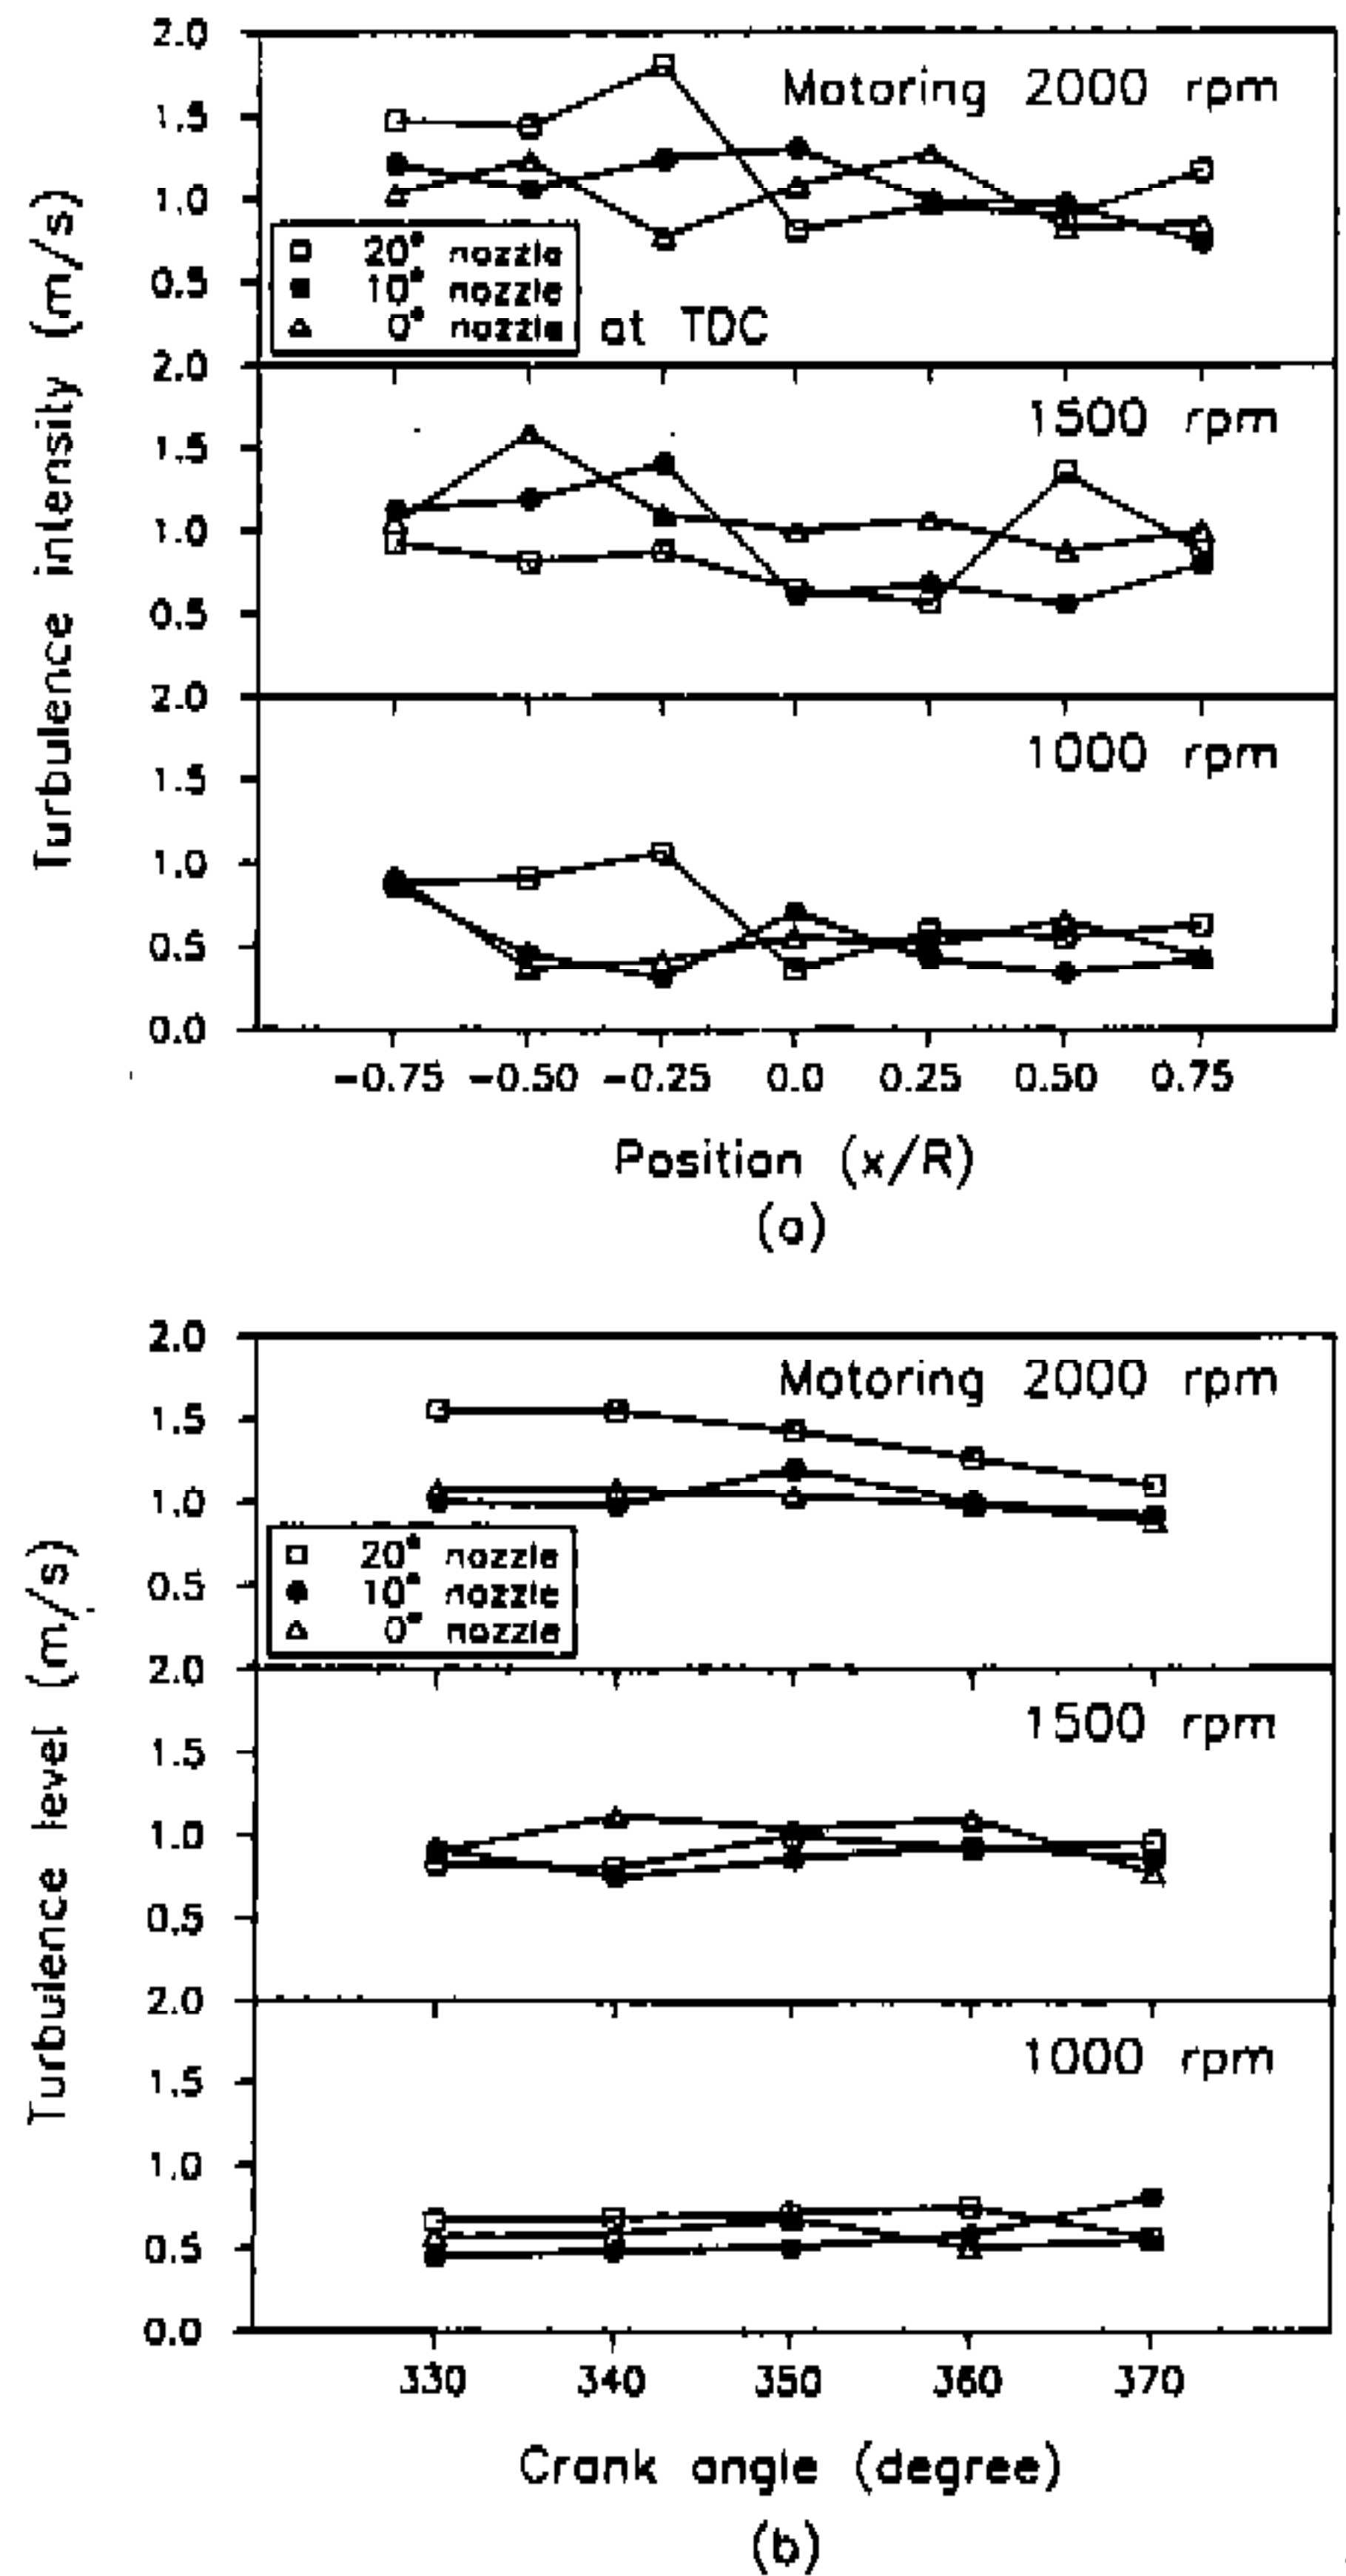 2.0
Motoring 2000 rpm
1.5
1.0
20° nozzle
0.5
10° nozzle
0° nozzle at TDC
2.0
1500 rpm
1.5
1.0
0.5
2.0
1000 rpm
1.5
1.0
0.5
0.0
Turbulence intensity (m/s)
-0.75 -0.50 -0.25 0.0 0.25 0.50 0.75
Position (x/R)
(a)
2.0
Motoring 2000 rpm
1.5
1.0
20° nozzle
0.5
10° nozzle
0° nozzle
2.0
1500 rpm
1.5
1.0
0.5
2.0
1000 rpm
1.5
1.0
0.5
0.0
Turbulence level (m/s)
330 340 350 360 370
Crank angle (degree)
(b)